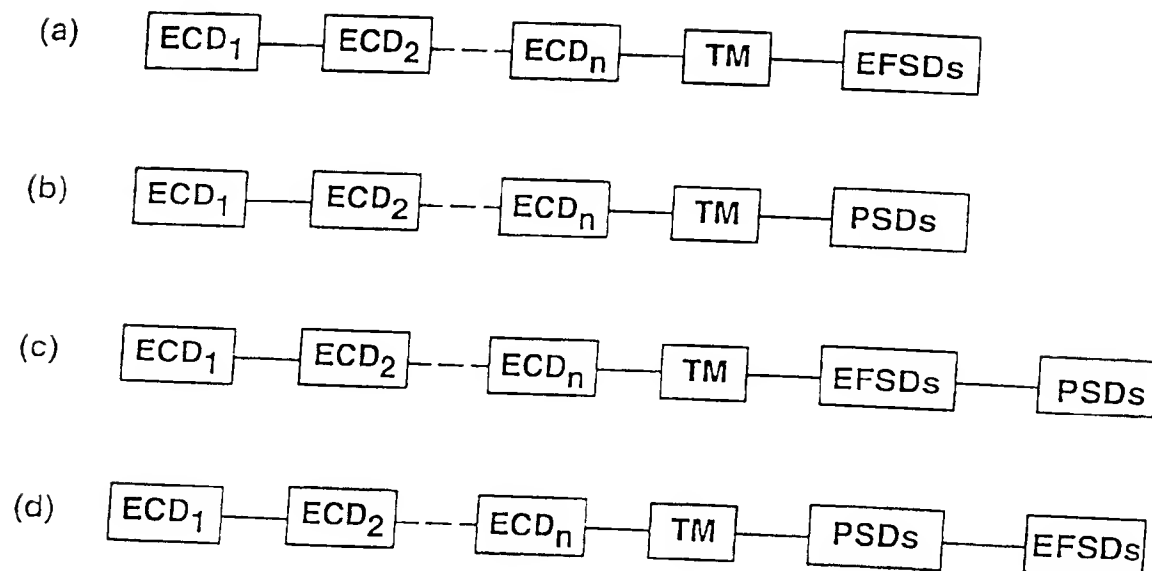 (a) ECD₁ ECD₂ ECDₙ TM EFSDs
(b) ECD₁ ECD₂ ECDₙ TM PSDs
(c) ECD₁ ECD₂ ECDₙ TM EFSDs PSDs
(d) ECD₁ ECD₂ ECDₙ TM PSDs EFSDs